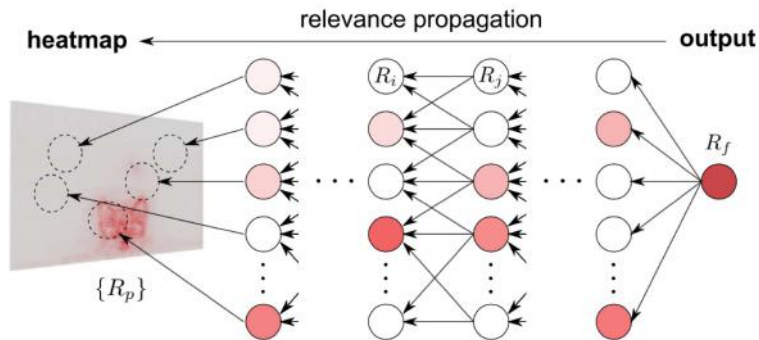 relevance propagation
heatmap
output
R_i
R_j
R_f
{R_p}